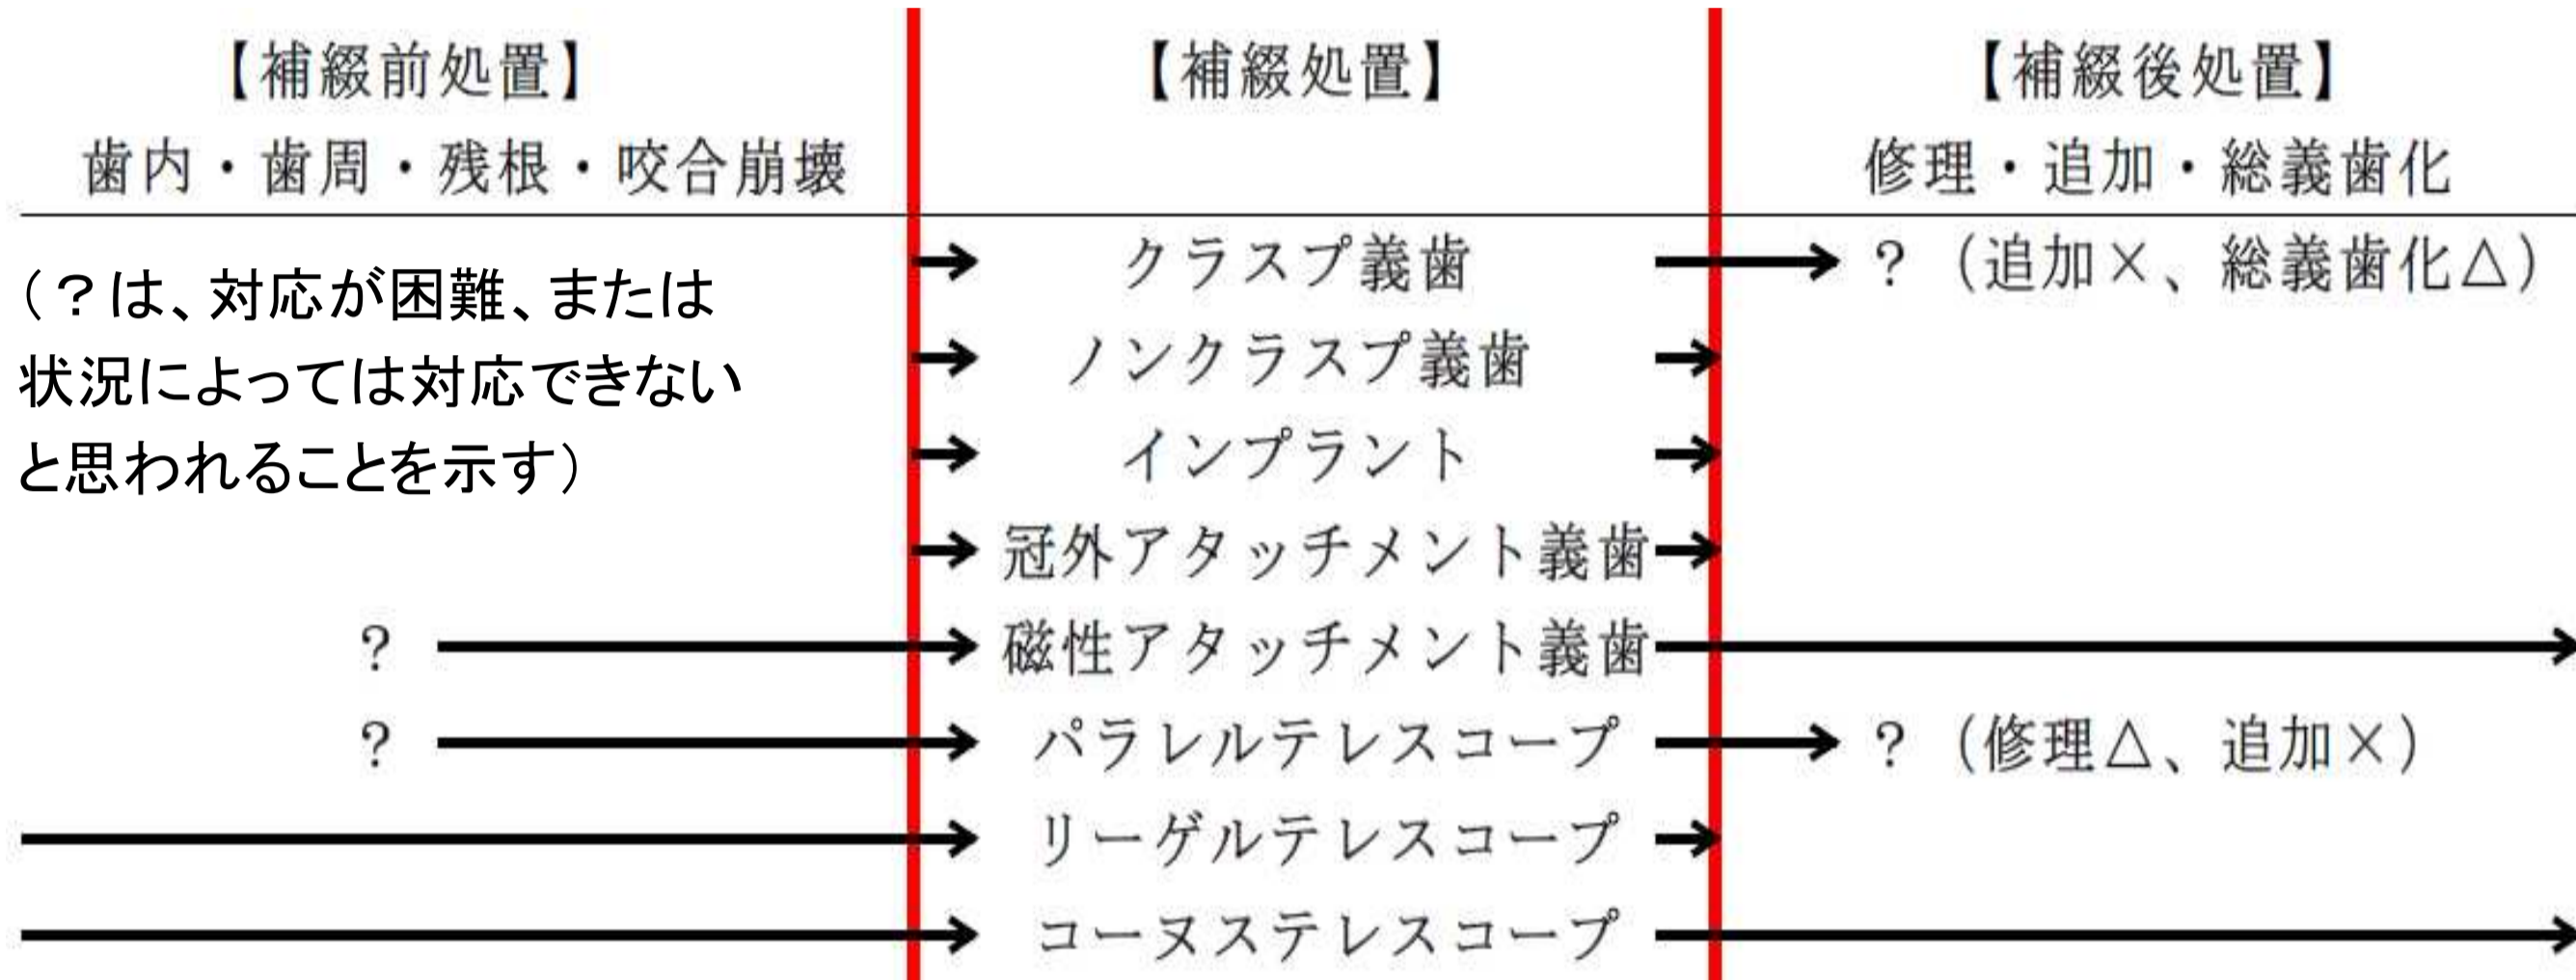 【補綴前処置】 【補綴処置】 【補綴後処置】
歯内・歯周・残根・咬合崩壊 修理・追加・総義歯化
(?は、対応が困難、または
状況によっては対応できない
と思われることを示す)
クラスプ義歯 ? (追加×、総義歯化△)
ノンクラスプ義歯
インプラント
冠外アタッチメント義歯
? 磁性アタッチメント義歯
? パラレルテレスコープ ? (修理△、追加×)
リーゲルテレスコープ
コーヌステレスコープ